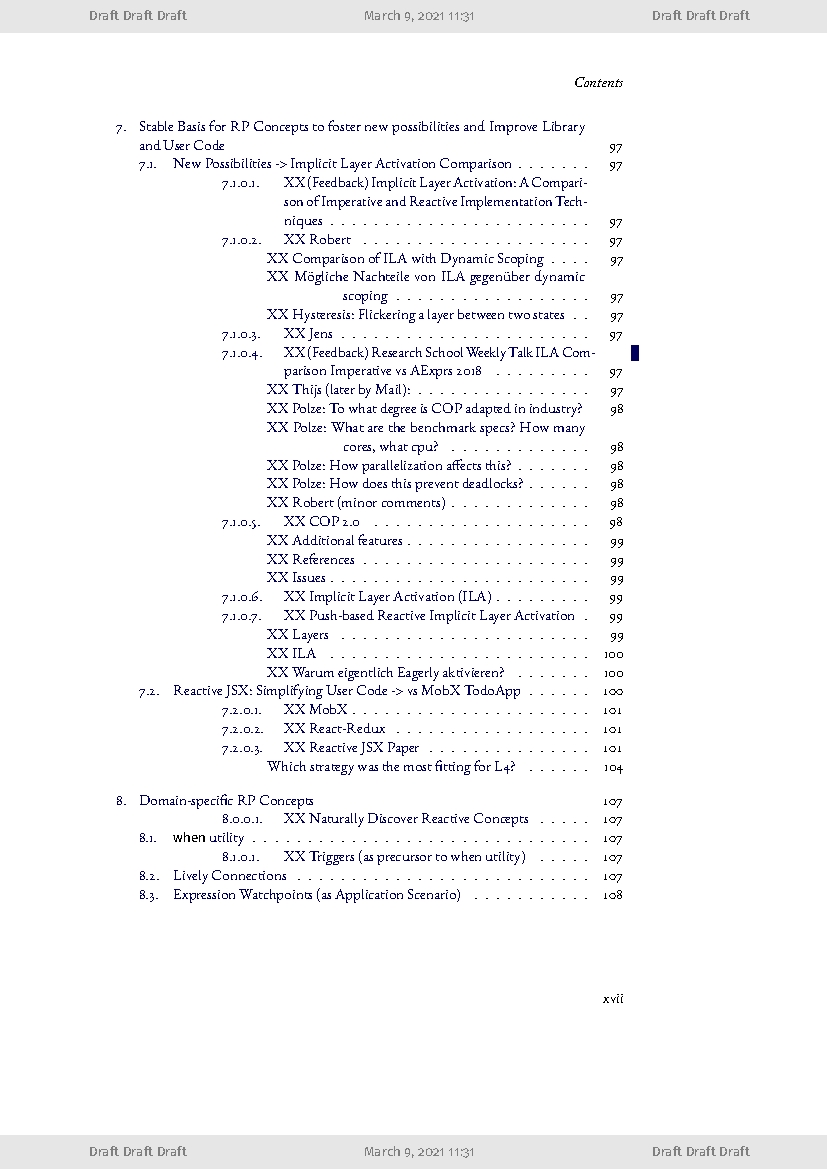 Draft Draft Draft March 9, 2021 11:31 Draft Draft Draft
Contents
7. Stable Basis for RP Concepts to foster new possibilities and Improve Library
and User Code 97
7.1. New Possibilities -> Implicit Layer Activation Comparison . . . . . . . 97
7.1.0.1. XX (Feedback) Implicit Layer Activation: A Compari-
son of Imperative and Reactive Implementation Tech-
niques . . . . . . . . . . . . . . . . . . . . . . . . 97
7.1.0.2. XX Robert . . . . . . . . . . . . . . . . . . . . . 97
XX Comparison of ILA with Dynamic Scoping . . . . 97
XX Mögliche Nachteile von ILA gegenüber dynamic
scoping . . . . . . . . . . . . . . . . . . 97
XX Hysteresis: Flickering a layer between two states . . 97
7.1.0.3. XX Jens . . . . . . . . . . . . . . . . . . . . . . . 97
7.1.0.4. XX (Feedback) Research School Weekly Talk ILA Com-
parison Imperative vs AExprs 2018 . . . . . . . . . 97
XX Thijs (later by Mail): . . . . . . . . . . . . . . . . 97
XX Polze: To what degree is COP adapted in industry? 98
XX Polze: What are the benchmark specs? How many
cores, what cpu? . . . . . . . . . . . . . 98
XX Polze: How parallelization affects this? . . . . . . . 98
XX Polze: How does this prevent deadlocks? . . . . . . 98
XX Robert (minor comments) . . . . . . . . . . . . . 98
7.1.0.5. XX COP 2.0 . . . . . . . . . . . . . . . . . . . . 98
XX Additional features . . . . . . . . . . . . . . . . . 99
XX References . . . . . . . . . . . . . . . . . . . . . 99
XX Issues . . . . . . . . . . . . . . . . . . . . . . . . 99
7.1.0.6. XX Implicit Layer Activation (ILA) . . . . . . . . . 99
7.1.0.7. XX Push-based Reactive Implicit Layer Activation . 99
XX Layers . . . . . . . . . . . . . . . . . . . . . . . 99
XX ILA . . . . . . . . . . . . . . . . . . . . . . . . 100
XX Warum eigentlich Eagerly aktivieren? . . . . . . . 100
7.2. Reactive JSX: Simplifying User Code -> vs MobX TodoApp . . . . . . 100
7.2.0.1. XX MobX . . . . . . . . . . . . . . . . . . . . . . 101
7.2.0.2. XX React-Redux . . . . . . . . . . . . . . . . . . . 101
7.2.0.3. XX Reactive JSX Paper . . . . . . . . . . . . . . . 101
Which strategy was the most fitting for L4? . . . . . . 104
8. Domain-specific RP Concepts 107
8.0.0.1. XX Naturally Discover Reactive Concepts . . . . . 107
8.1. when utility . . . . . . . . . . . . . . . . . . . . . . . . . . . . . . . 107
8.1.0.1. XX Triggers (as precursor to when utility) . . . . . 107
8.2. Lively Connections . . . . . . . . . . . . . . . . . . . . . . . . . . . 107
8.3. Expression Watchpoints (as Application Scenario) . . . . . . . . . . . 108
xvii
Draft Draft Draft March 9, 2021 11:31 Draft Draft Draft